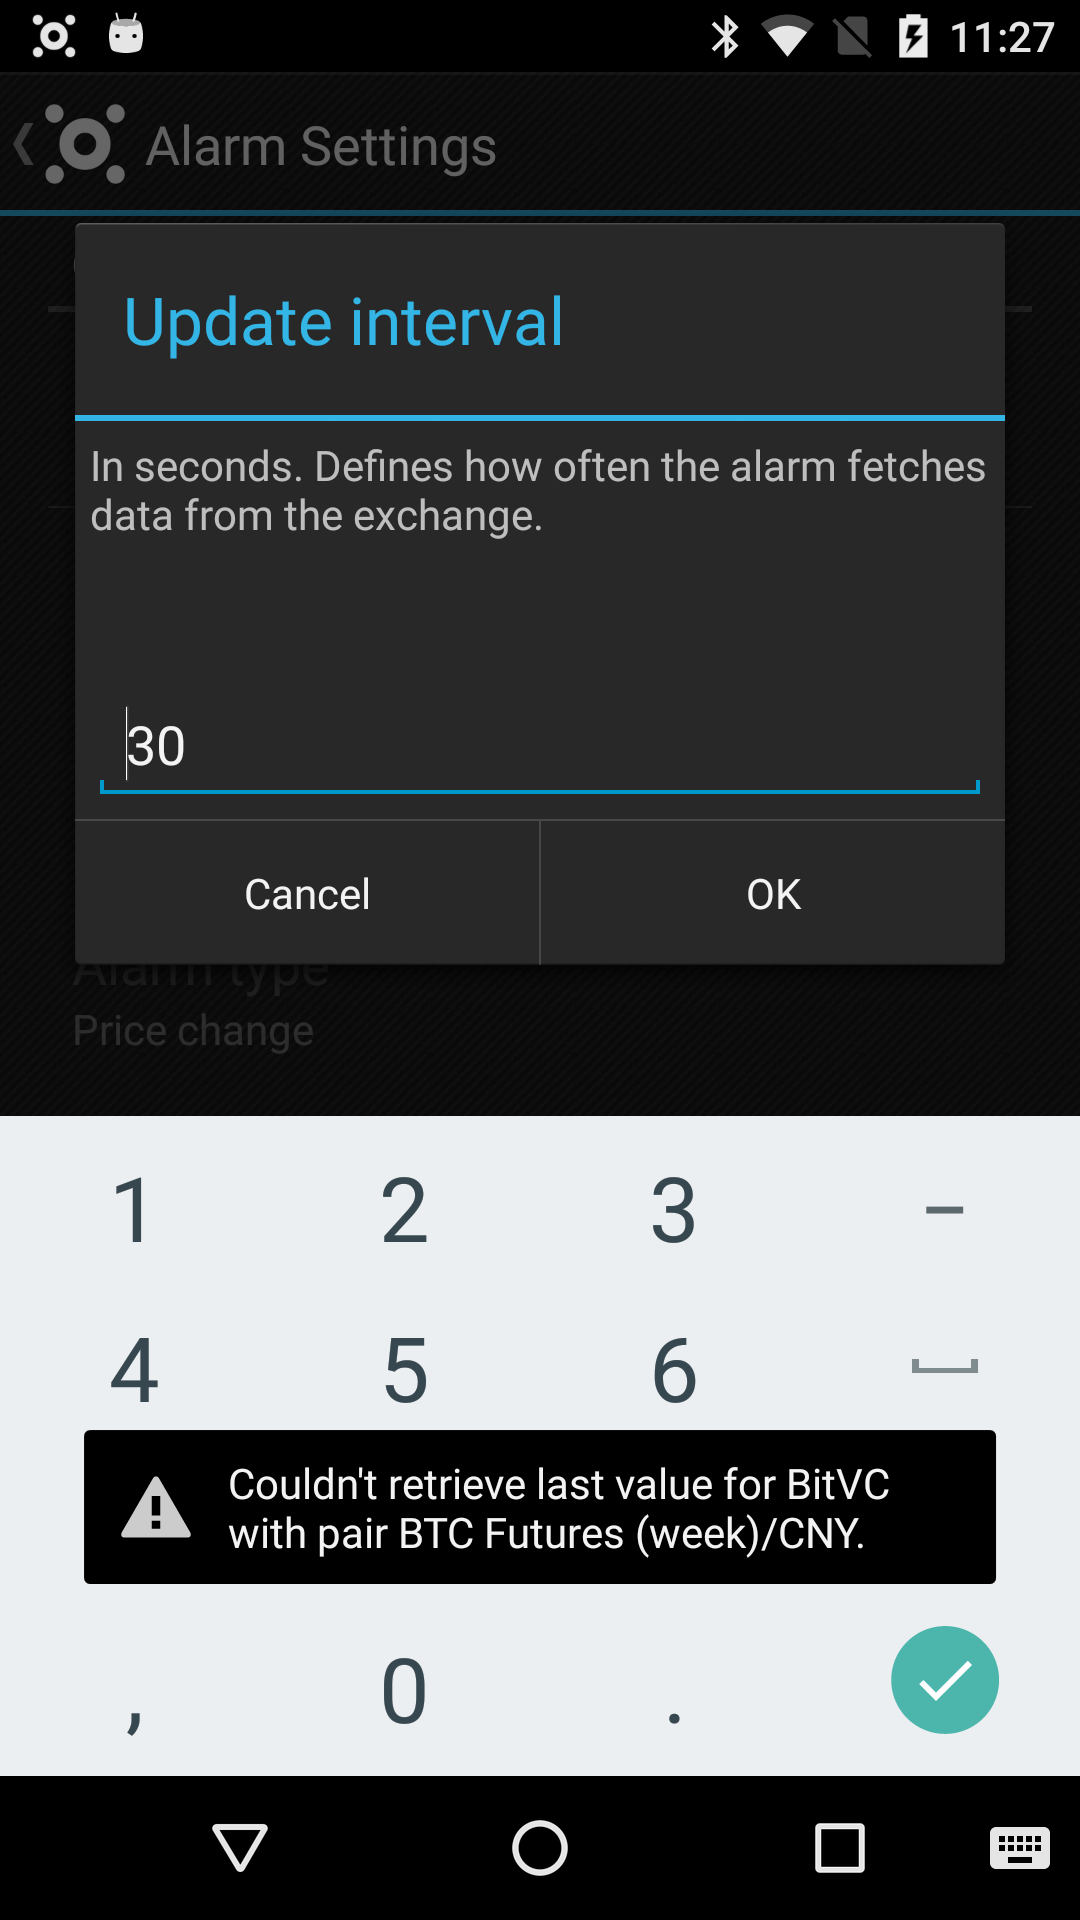 11:27
Alarm Settings
Update interval
In seconds. Defines how often the alarm fetches
data from the exchange.
30
Cancel
OK
Alarm type
Price change
1 2 3 –
4 5 6
Couldn't retrieve last value for BitVC
with pair BTC Futures (week)/CNY.
, 0 .